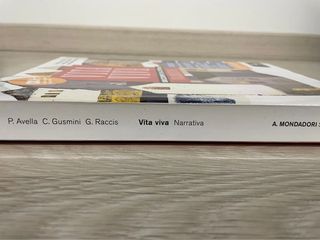 P. Avella C. Gusmini G. Raccis Vita viva Narrativa A. MONDADORI